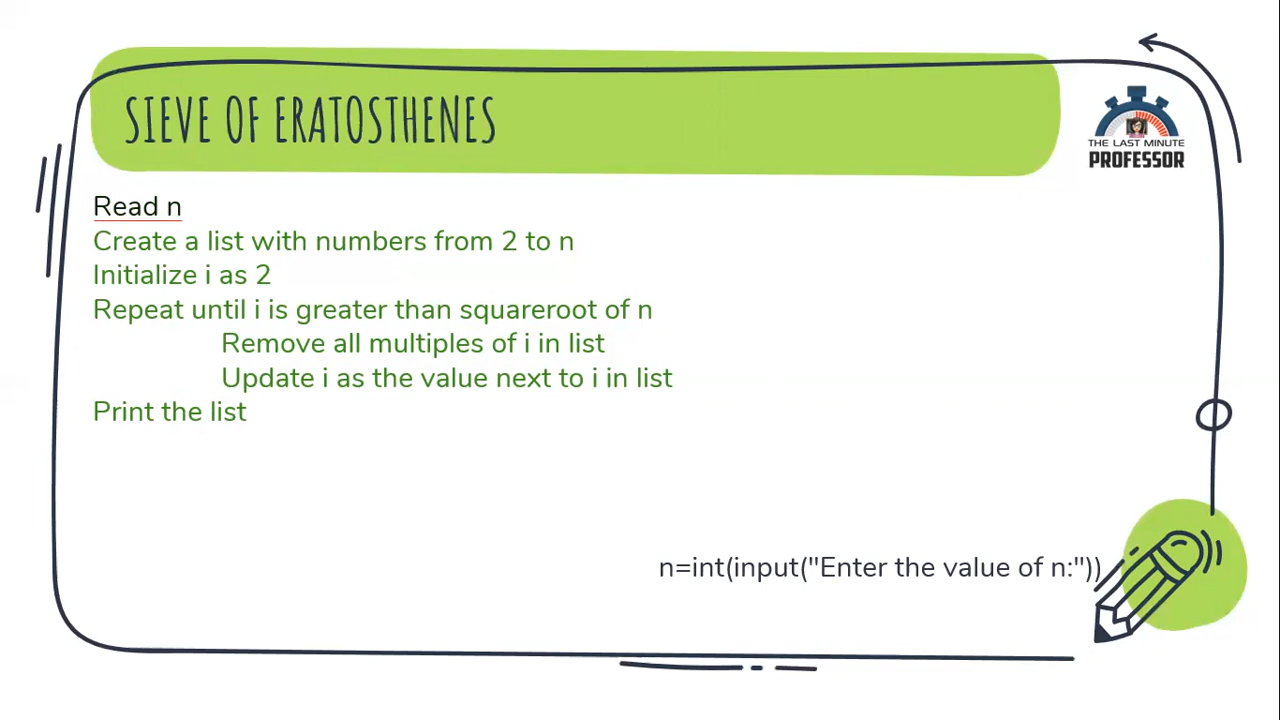 SIEVE OF ERATOSTHENES
THE LAST MINUTE
PROFESSOR
Read n
Create a list with numbers from 2 to n
Initialize i as 2
Repeat until i is greater than squareroot of n
Remove all multiples of i in list
Update i as the value next to i in list
Print the list
n=int(input("Enter the value of n:"))